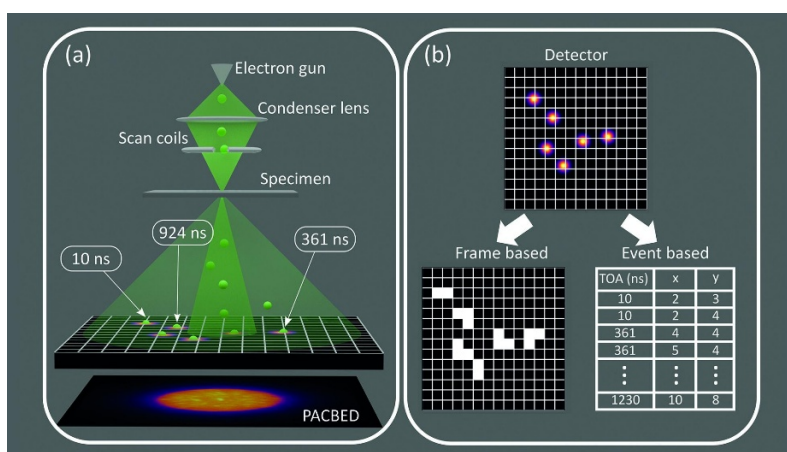 (a)
Electron gun
Condenser lens
Scan coils
Specimen
924 ns
361 ns
10 ns
PACBED
(b)
Detector
Frame based
Event based
TOA (ns) x y
10 2 3
10 2 4
361 4 4
361 5 4
⋮ ⋮ ⋮
1230 10 8